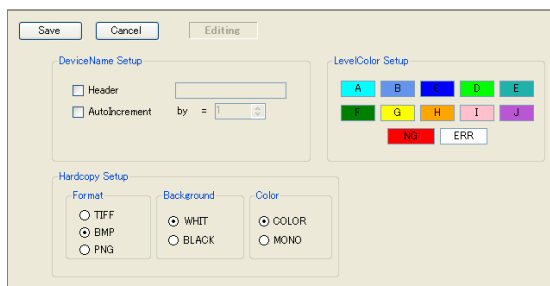 Save Cancel Editing
DeviceName Setup
Header
AutoIncrement by = 1
LevelColor Setup
A B C D E
F G H I J
NG ERR
Hardcopy Setup
Format Background Color
TIFF
BMP
PNG
WHIT
BLACK
COLOR
MONO